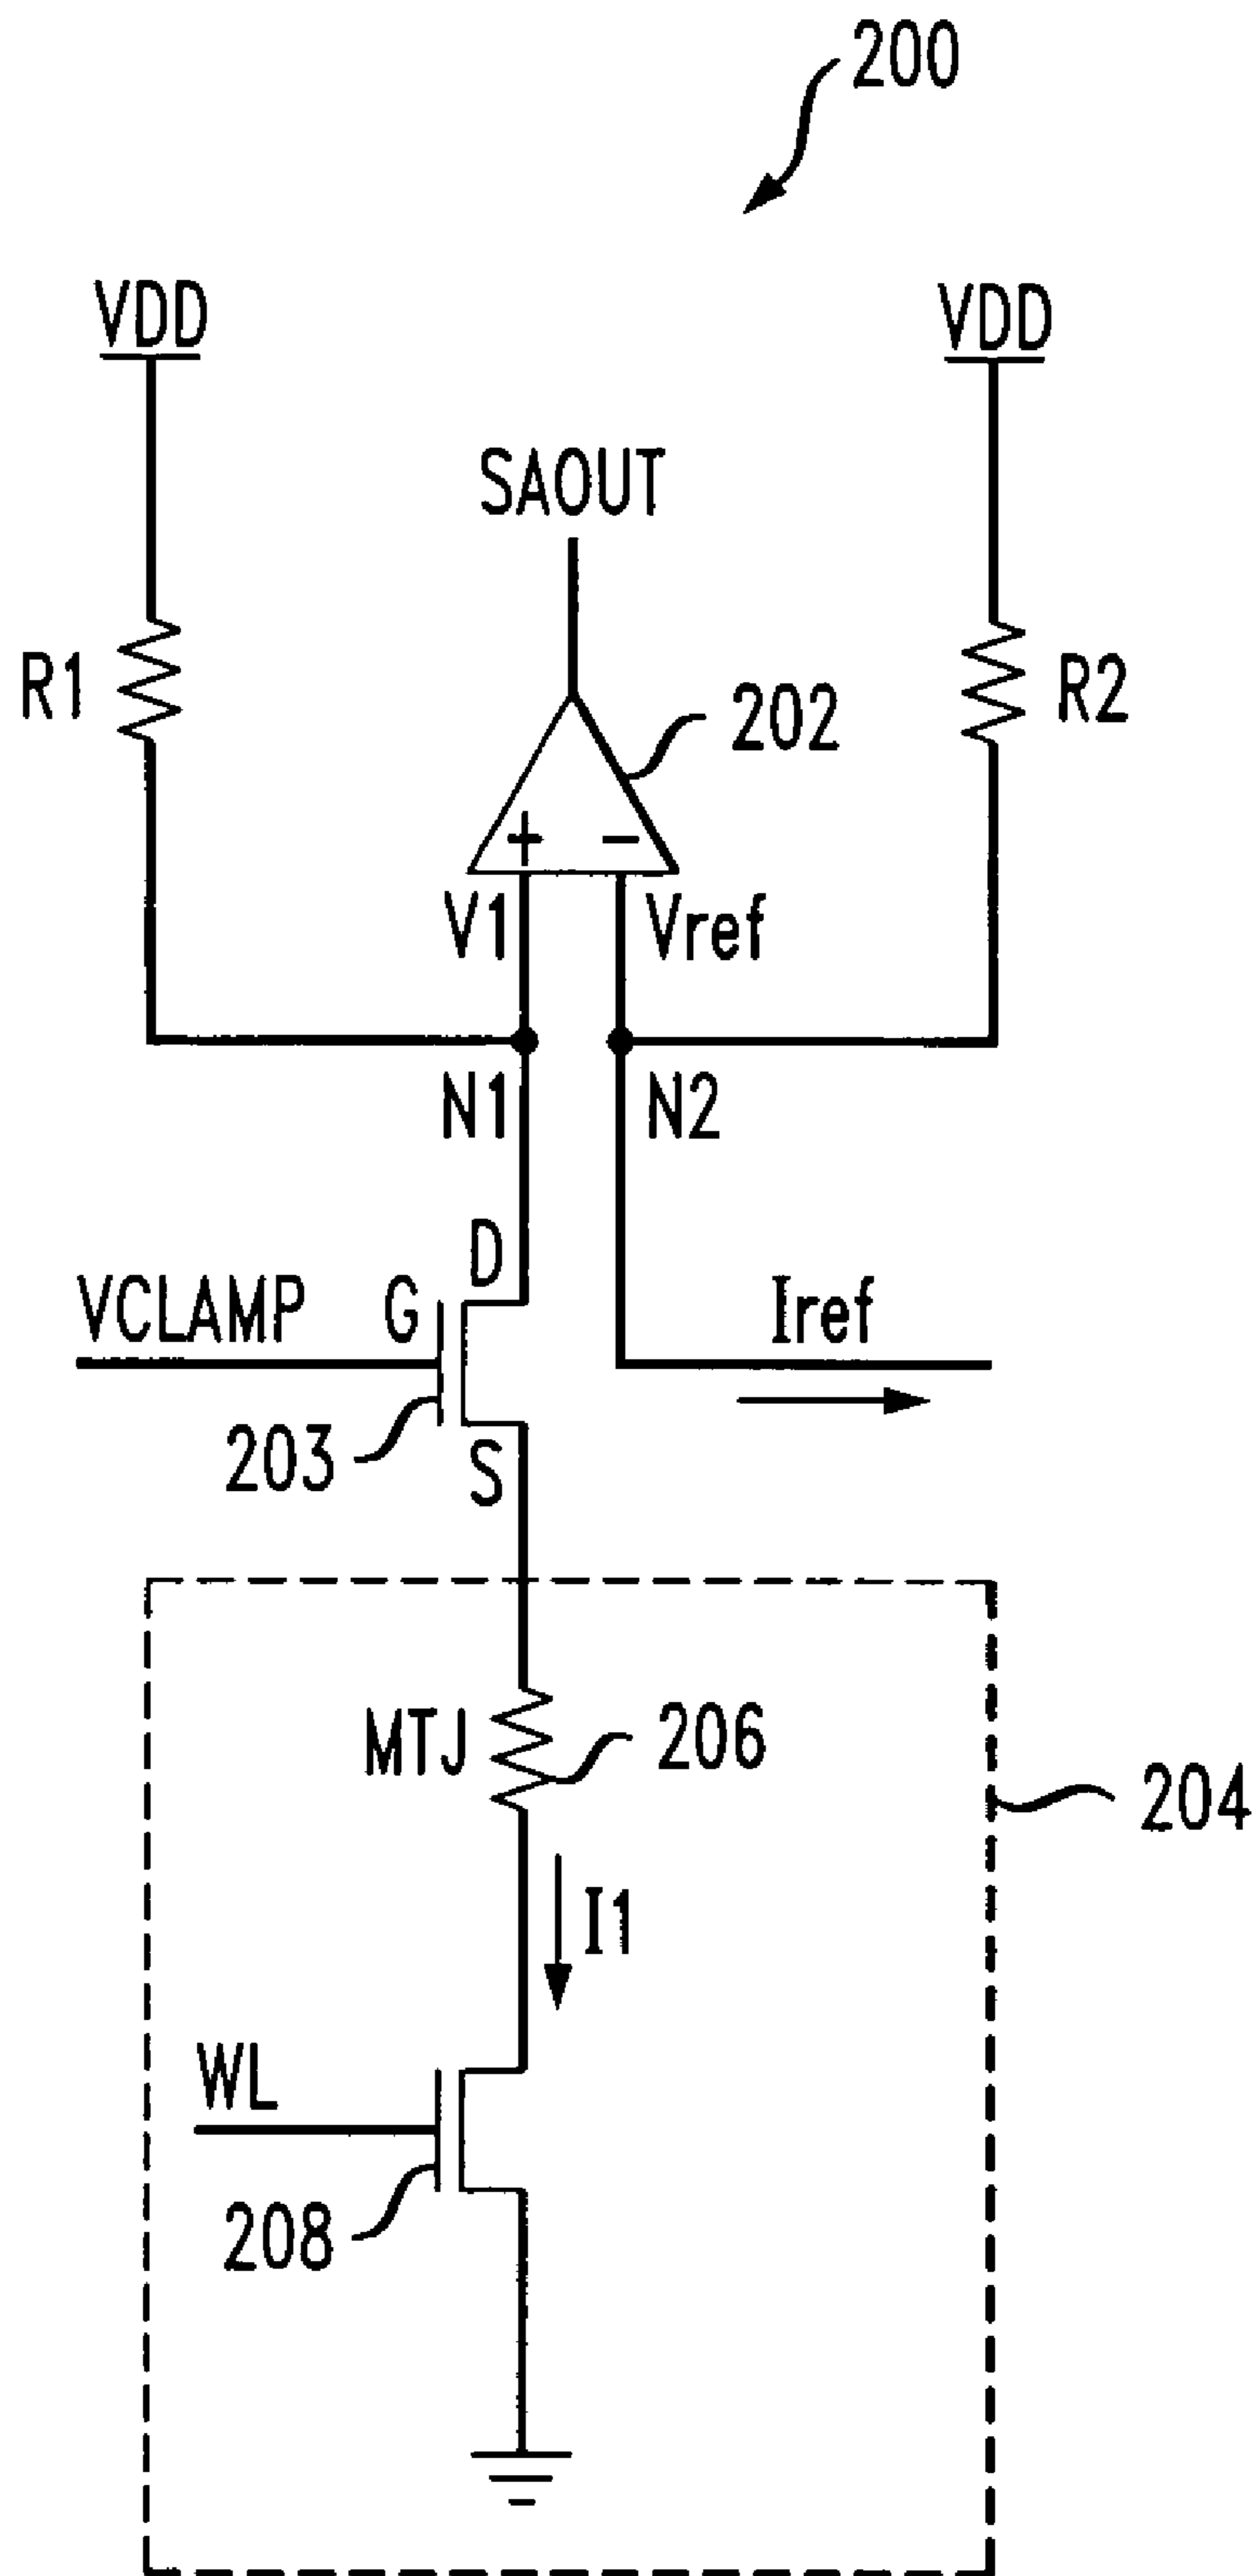 200
VDD
VDD
SAOUT
R1
202
R2
+
-
V1
Vref
N1
N2
D
VCLAMP
G
Iref
203
S
MTJ
206
204
I1
WL
208